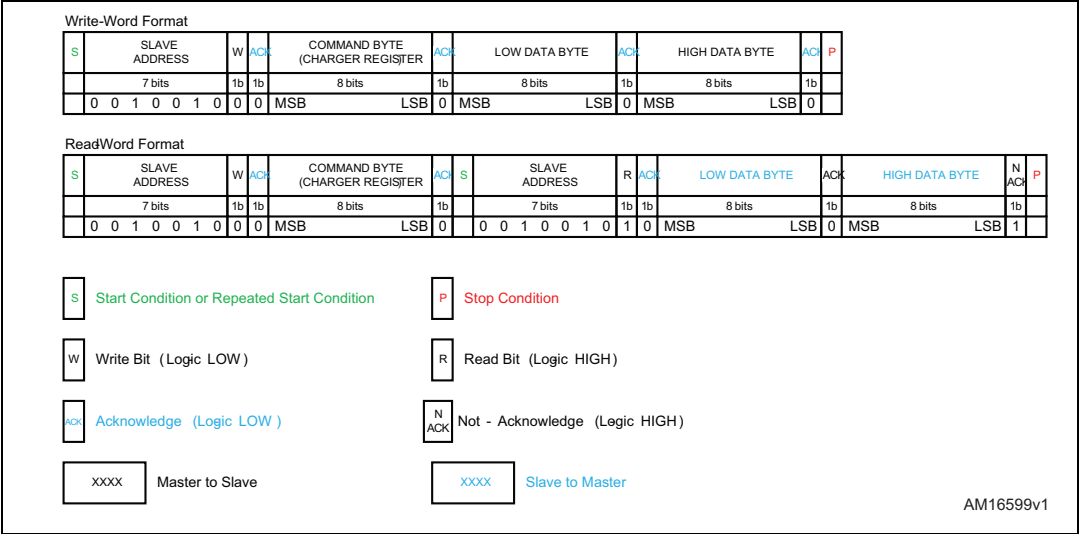 Write-Word Format
S SLAVE ADDRESS W ACK COMMAND BYTE (CHARGER REGISTER ACK LOW DATA BYTE ACK HIGH DATA BYTE ACK P
7 bits 1b 1b 8 bits 1b 8 bits 1b 8 bits 1b
0 0 1 0 0 1 0 0 0 MSB LSB 0 MSB LSB 0 MSB LSB 0
Read-Word Format
S SLAVE ADDRESS W ACK COMMAND BYTE (CHARGER REGISTER) ACK S SLAVE ADDRESS R ACK LOW DATA BYTE ACK HIGH DATA BYTE N ACK P
7 bits 1b 1b 8 bits 1b 7 bits 1b 1b 8 bits 1b 8 bits 1b
0 0 1 0 0 1 0 0 0 MSB LSB 0 0 0 1 0 0 1 0 1 0 MSB LSB 0 MSB LSB 1
S Start Condition or Repeated Start Condition P Stop Condition
W Write Bit (Logic LOW) R Read Bit (Logic HIGH)
ACK Acknowledge (Logic LOW) N ACK Not - Acknowledge (Logic HIGH)
XXXX Master to Slave XXXX Slave to Master
AM16599v1